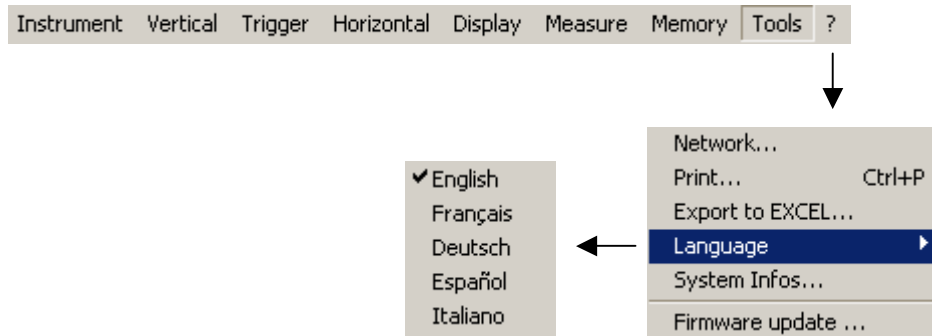 Instrument Vertical Trigger Horizontal Display Measure Memory Tools ?
Network...
Print... Ctrl+P
Export to EXCEL...
Language
System Infos...
Firmware update ...
English
Français
Deutsch
Español
Italiano